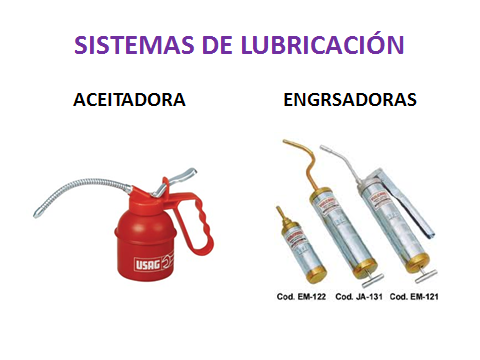 SISTEMAS DE LUBRICACIÓN
ACEITADORA ENGRSADORAS
USAG
Cod. EM-122 Cod. JA-131 Cod. EM-121